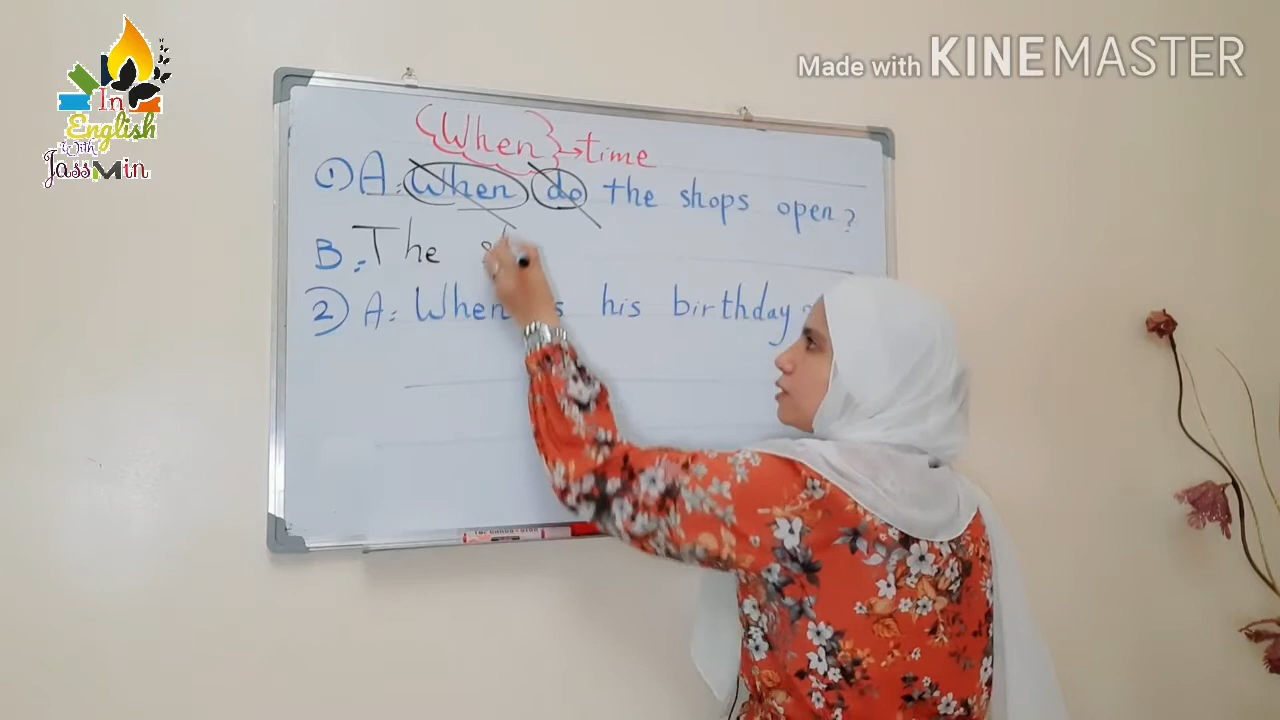 In
English
with
JassMin
Made with KINEMASTER
When → time
1) A: When do the shops open?
B: The
2) A: When is his birthday?